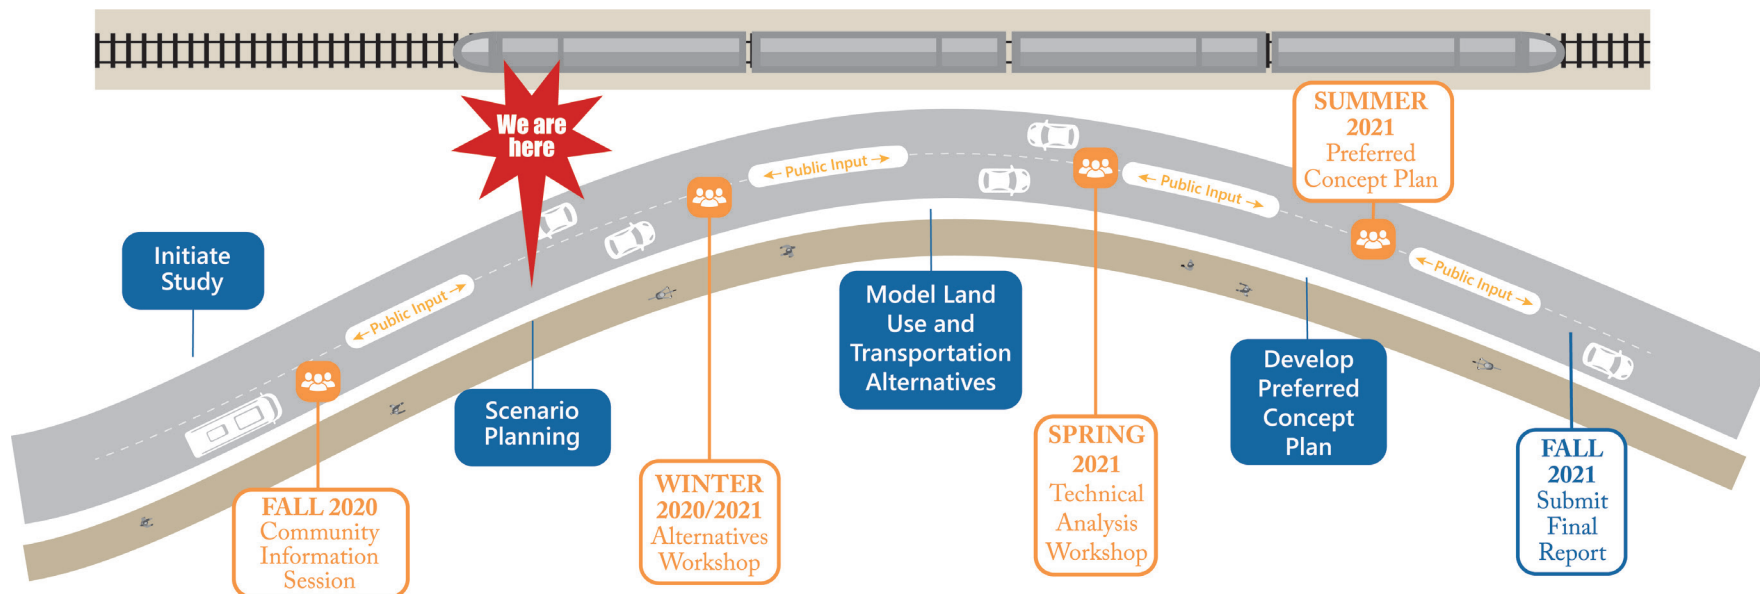 We are
here
Initiate
Study
← Public Input →
FALL 2020
Community
Information
Session
Scenario
Planning
WINTER
2020/2021
Alternatives
Workshop
← Public Input →
Model Land
Use and
Transportation
Alternatives
SPRING
2021
Technical
Analysis
Workshop
← Public Input →
Develop
Preferred
Concept
Plan
SUMMER
2021
Preferred
Concept Plan
← Public Input →
FALL
2021
Submit
Final
Report